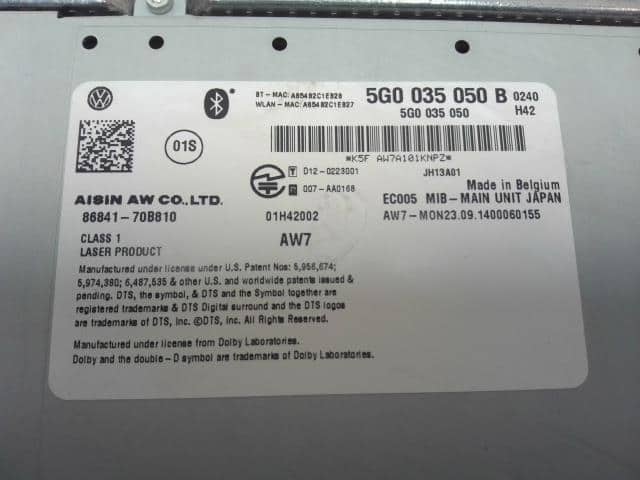 BT-MAC: A65492C1EB26
WLAN-MAC: A65492C1EB27
5G0 035 050 B 0240
5G0 035 050 H42
01S
*K5F AW7A101KNPZ*
T D12-0223001
R 007-AA0168
JH13A01
Made in Belgium
EC005 MIB-MAIN UNIT JAPAN
AISIN AW CO., LTD.
86841-70B810
01H42002
AW7-MON23.09.1400060155
CLASS 1
LASER PRODUCT
AW7
Manufactured under license under U.S. Patent Nos: 5,956,674;
5,974,380; 6,487,535 & other U.S. and worldwide patents issued &
pending. DTS, the symbol, & DTS and the Symbol together are
registered trademarks & DTS Digital surround and the DTS logos
are trademarks of DTS, Inc. ©DTS, Inc. All Rights Reserved.
Manufactured under license from Dolby Laboratories.
Dolby and the double-D symbol are trademarks of Dolby Laboratories.